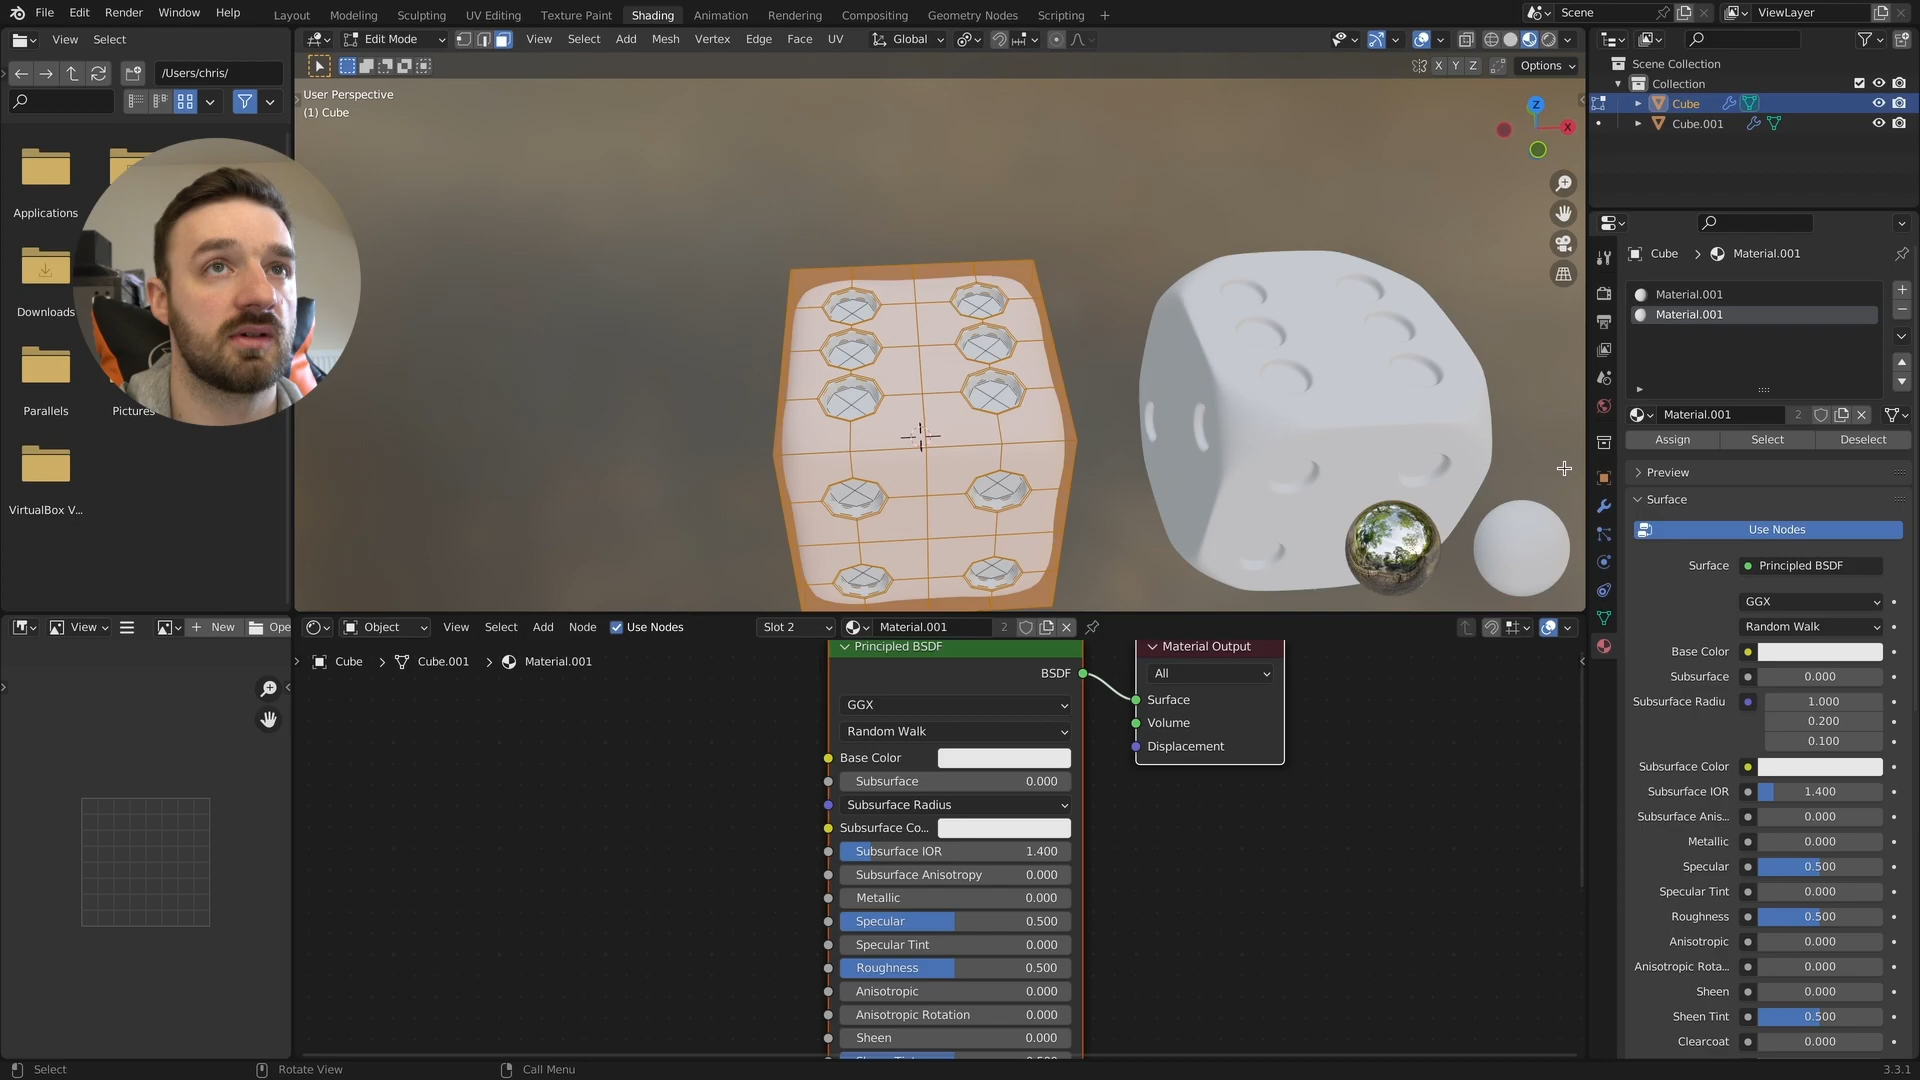 File Edit Render Window Help Layout Modeling Sculpting UV Editing Texture Paint Shading Animation Rendering Compositing Geometry Nodes Scripting + Scene ViewLayer
View Select Edit Mode View Select Add Mesh Vertex Edge Face UV Global
/Users/chris/ X Y Z Options
User Perspective
(1) Cube
Applications
Downloads
Parallels Pictures
VirtualBox V...
Z
X
Scene Collection
Collection
Cube
Cube.001
Cube > Material.001
Material.001
Material.001
Material.001 2
Assign Select Deselect
Preview
Surface
Use Nodes
Surface Principled BSDF
GGX
Random Walk
Base Color
Subsurface 0.000
Subsurface Radiu 1.000
0.200
0.100
Subsurface Color
Subsurface IOR 1.400
Subsurface Anis... 0.000
Metallic 0.000
Specular 0.500
Specular Tint 0.000
Roughness 0.500
Anisotropic 0.000
Anisotropic Rota... 0.000
Sheen 0.000
Sheen Tint 0.500
Clearcoat 0.000
View + New Ope
Object View Select Add Node Use Nodes Slot 2 Material.001 2
Cube > Cube.001 > Material.001
Principled BSDF
BSDF
GGX
Random Walk
Base Color
Subsurface 0.000
Subsurface Radius
Subsurface Co...
Subsurface IOR 1.400
Subsurface Anisotropy 0.000
Metallic 0.000
Specular 0.500
Specular Tint 0.000
Roughness 0.500
Anisotropic 0.000
Anisotropic Rotation 0.000
Sheen 0.000
Material Output
All
Surface
Volume
Displacement
Select Rotate View Call Menu 3.3.1